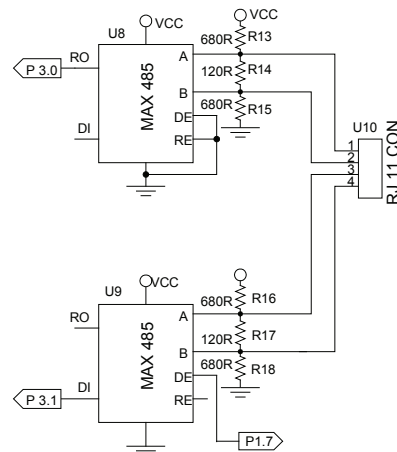 U8
VCC
VCC
680R
R13
RO
A
P 3.0
120R
R14
MAX 485
B
680R
R15
DI
DE
RE
U10
1
2
3
4
RJ 11 CON
U9
VCC
680R
R16
RO
A
120R
R17
MAX 485
B
680R
R18
DI
DE
P 3.1
RE
P1.7